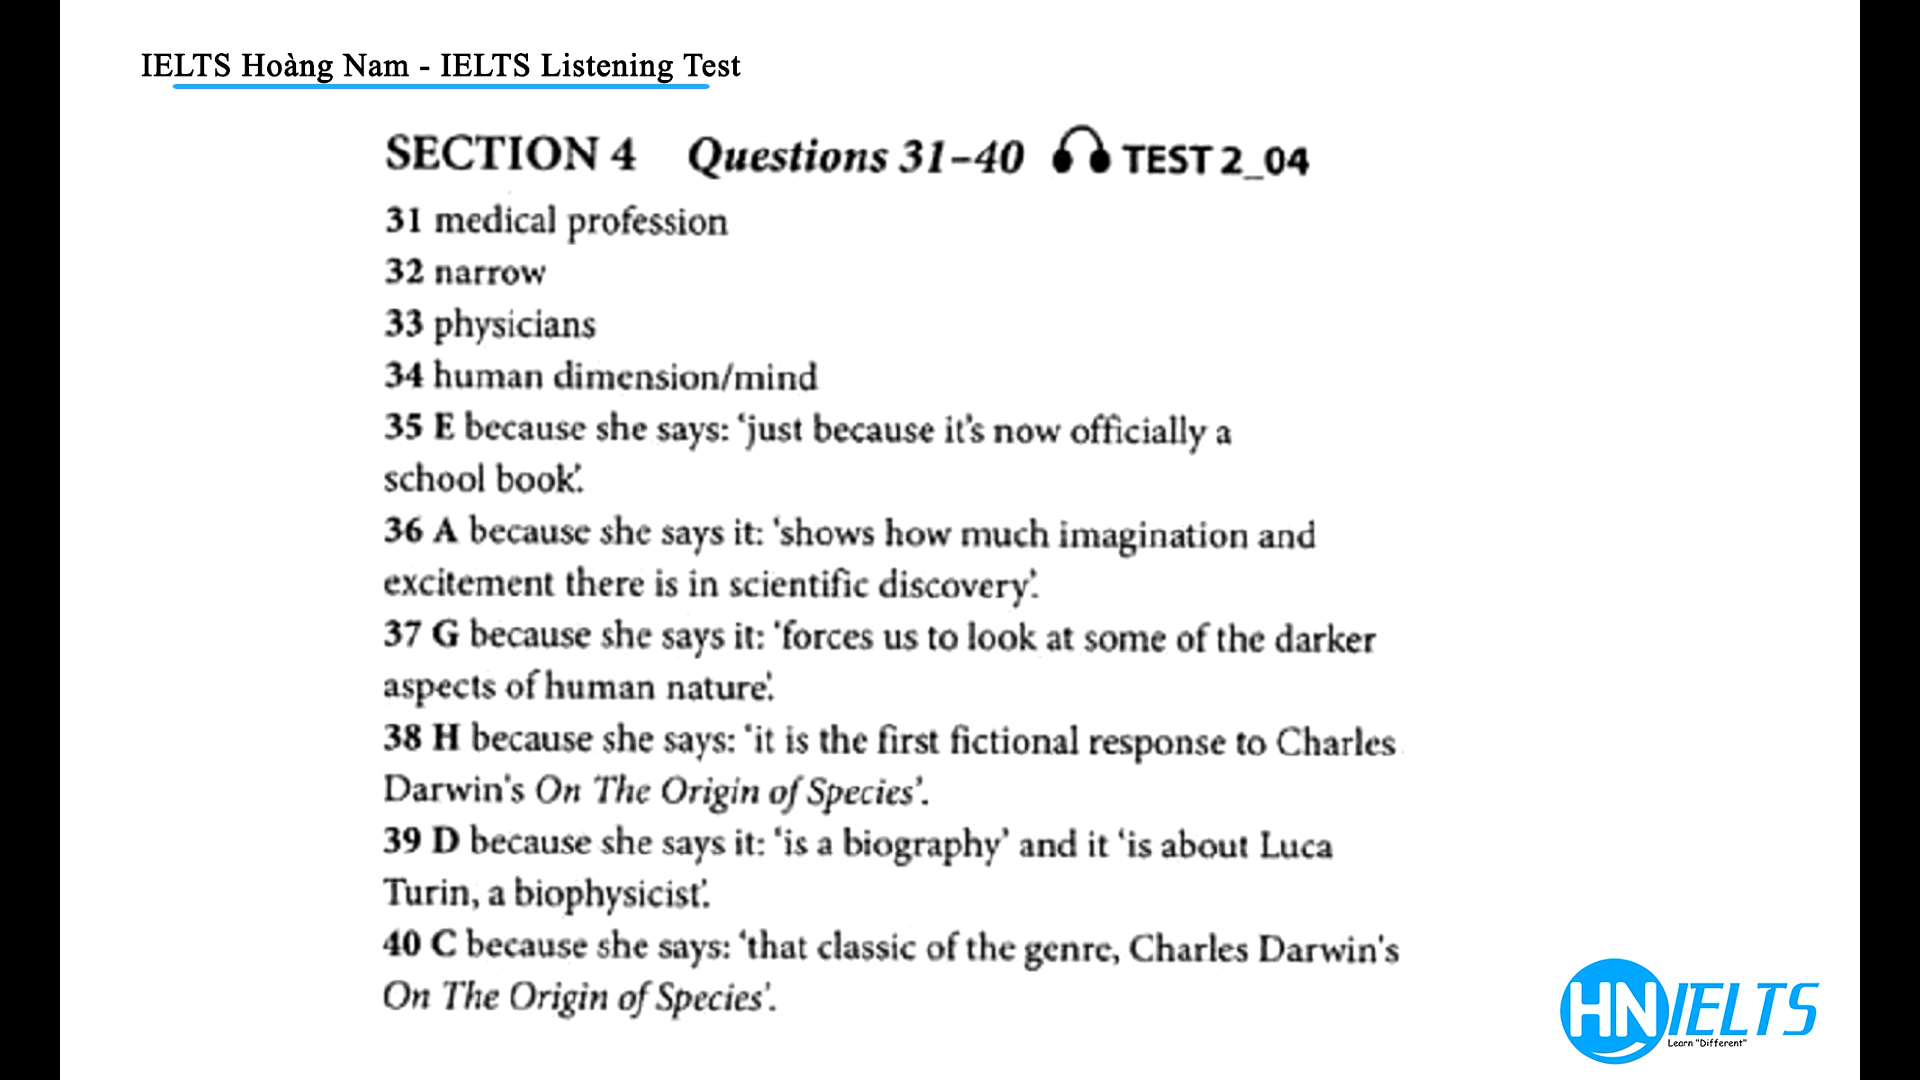 IELTS Hoàng Nam - IELTS Listening Test
SECTION 4 Questions 31–40 TEST 2_04
31 medical profession
32 narrow
33 physicians
34 human dimension/mind
35 E because she says: ‘just because it’s now officially a
school book’.
36 A because she says it: ‘shows how much imagination and
excitement there is in scientific discovery’.
37 G because she says it: ‘forces us to look at some of the darker
aspects of human nature’.
38 H because she says: ‘it is the first fictional response to Charles
Darwin's On The Origin of Species’.
39 D because she says it: ‘is a biography’ and it ‘is about Luca
Turin, a biophysicist’.
40 C because she says: ‘that classic of the genre, Charles Darwin's
On The Origin of Species’.
HN IELTS
Learn "Different"